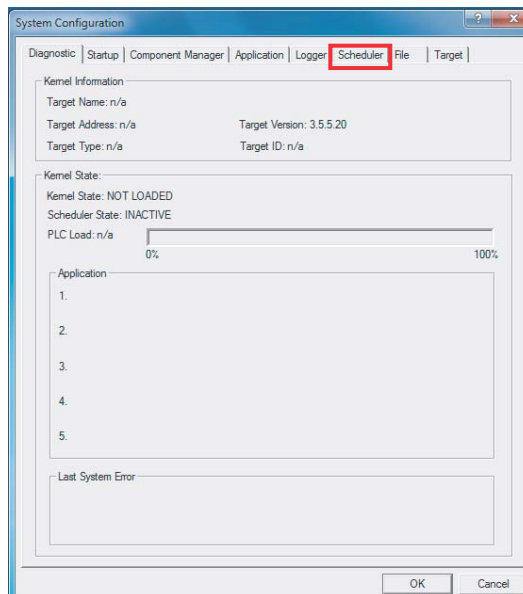 System Configuration
Diagnostic Startup Component Manager Application Logger Scheduler File Target
Kernel Information
Target Name: n/a
Target Address: n/a Target Version: 3.5.5.20
Target Type: n/a Target ID: n/a
Kernel State:
Kernel State: NOT LOADED
Scheduler State: INACTIVE
PLC Load: n/a
0% 100%
Application
1.
2.
3.
4.
5.
Last System Error
OK Cancel